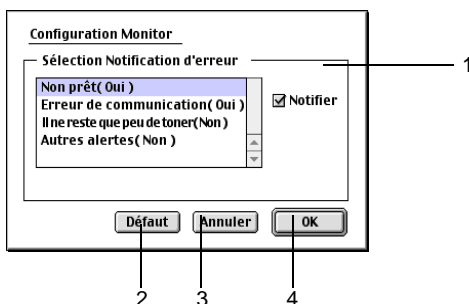 Configuration Monitor
Sélection Notification d'erreur
1
Non prêt( Oui )
Erreur de communication( Oui )
Il ne reste que peu de toner(Non )
Autres alertes( Non )
Notifier
Défaut
Annuler
OK
2
3
4